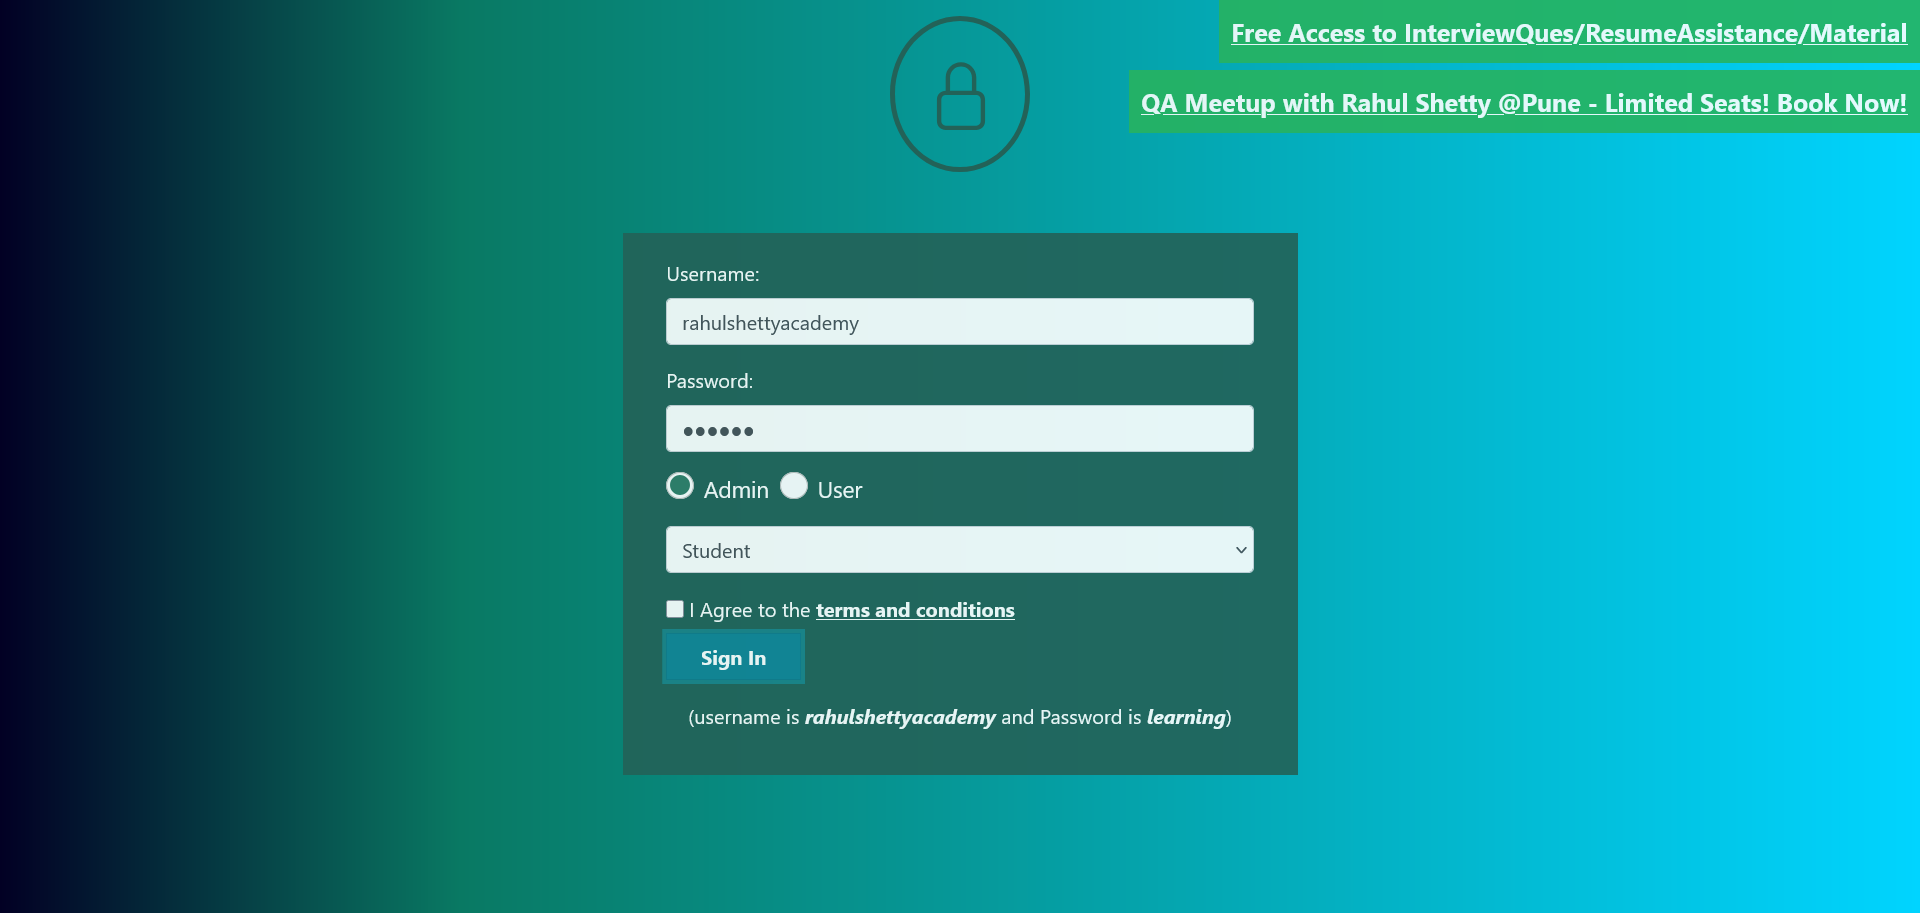 Free Access to InterviewQues/ResumeAssistance/Material
QA Meetup with Rahul Shetty @Pune - Limited Seats! Book Now!
Username:
rahulshettyacademy
Password:
●●●●●●
Admin User
Student
I Agree to the terms and conditions
Sign In
(username is rahulshettyacademy and Password is learning)